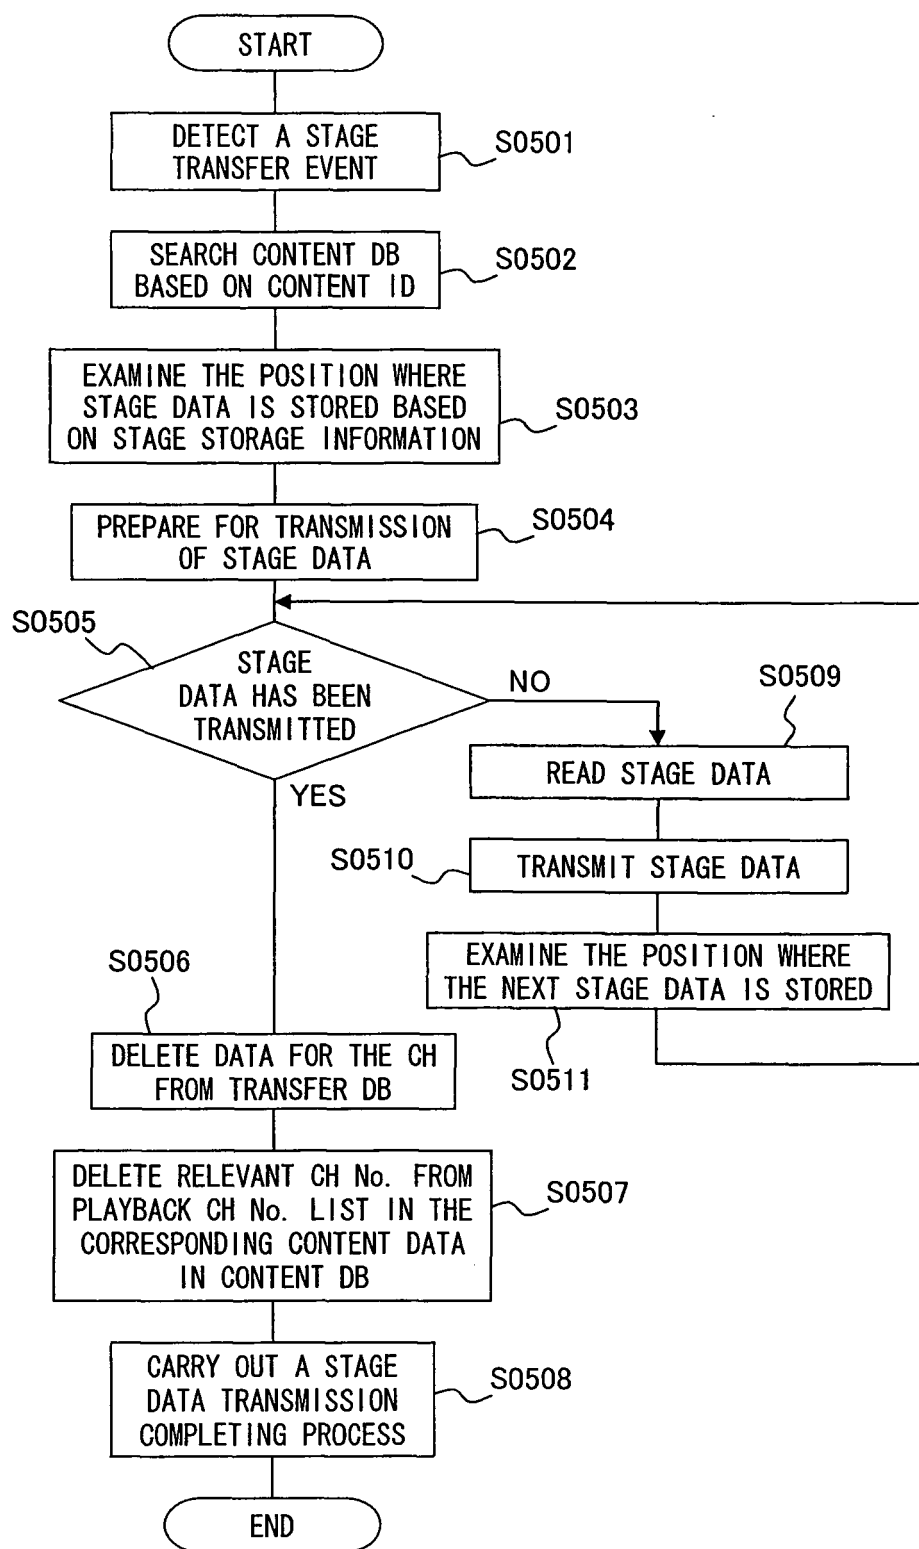 START
DETECT A STAGE
TRANSFER EVENT
S0501
SEARCH CONTENT DB
BASED ON CONTENT ID
S0502
EXAMINE THE POSITION WHERE
STAGE DATA IS STORED BASED
ON STAGE STORAGE INFORMATION
S0503
PREPARE FOR TRANSMISSION
OF STAGE DATA
S0504
S0505
STAGE
DATA HAS BEEN
TRANSMITTED
NO
YES
S0509
READ STAGE DATA
S0510
TRANSMIT STAGE DATA
EXAMINE THE POSITION WHERE
THE NEXT STAGE DATA IS STORED
S0511
S0506
DELETE DATA FOR THE CH
FROM TRANSFER DB
DELETE RELEVANT CH No. FROM
PLAYBACK CH No. LIST IN THE
CORRESPONDING CONTENT DATA
IN CONTENT DB
S0507
CARRY OUT A STAGE
DATA TRANSMISSION
COMPLETING PROCESS
S0508
END